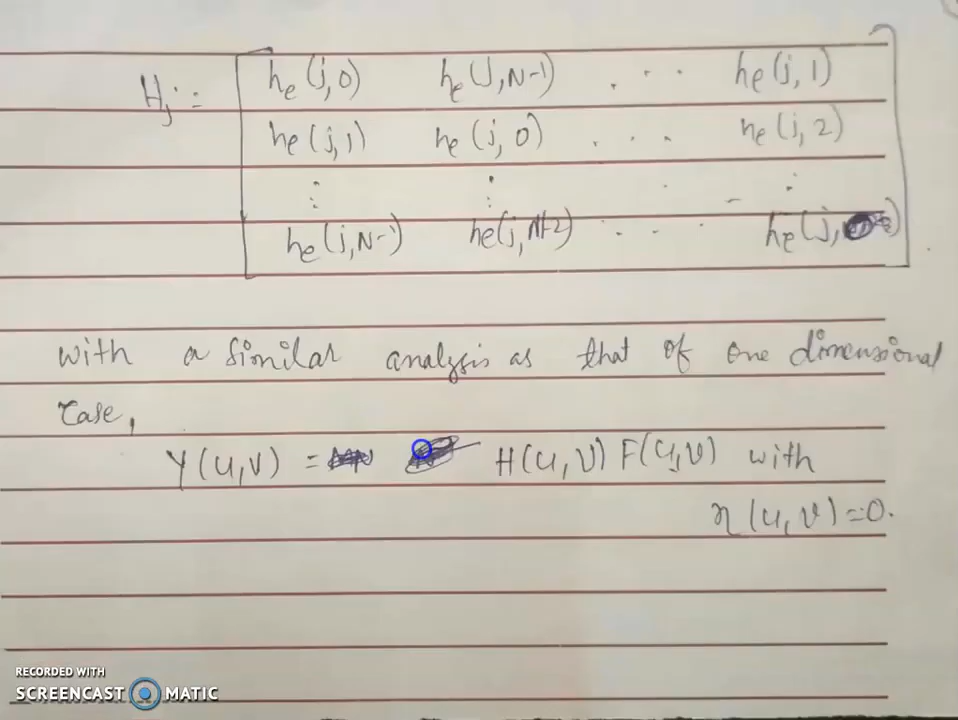 Hj :=
he(j,0) he(j,N-1) . . . he(j,1)
he(j,1) he(j,0) . . . he(j,2)
: : . - :
he(j,N-1) he(j,N-2) . . . he(j,
with a similar analysis as that of one dimensional
case,
Y(u,v) = H(u,v) F(u,v) with
η(u,v)=0.
RECORDED WITH
SCREENCAST MATIC